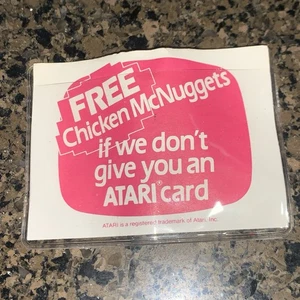 FREE
Chicken McNuggets
if we don't
give you an
ATARI® card
ATARI is a registered trademark of Atari, Inc.